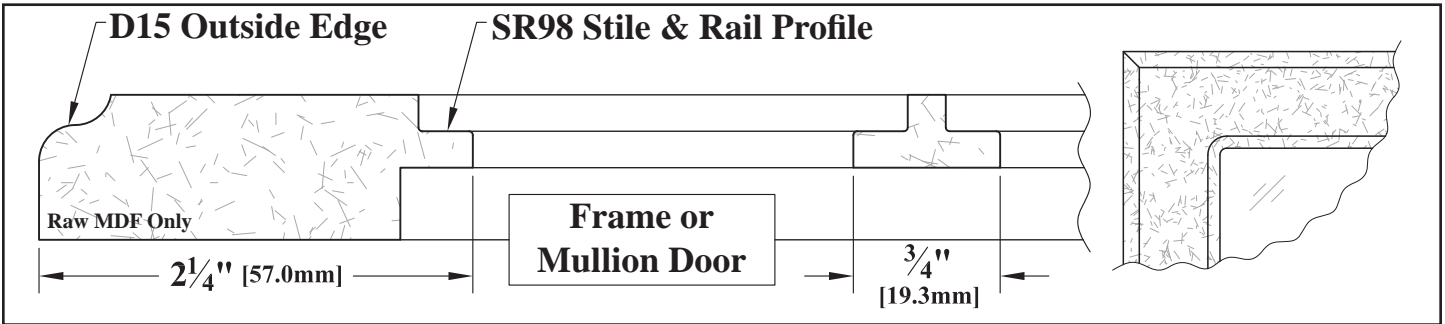 D15 Outside Edge
SR98 Stile & Rail Profile
Raw MDF Only
Frame or
Mullion Door
2¼" [57.0mm]
¾"
[19.3mm]